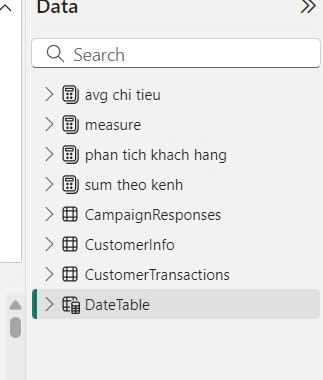 Data
Search
avg chi tieu
measure
phan tich khach hang
sum theo kenh
CampaignResponses
CustomerInfo
CustomerTransactions
DateTable